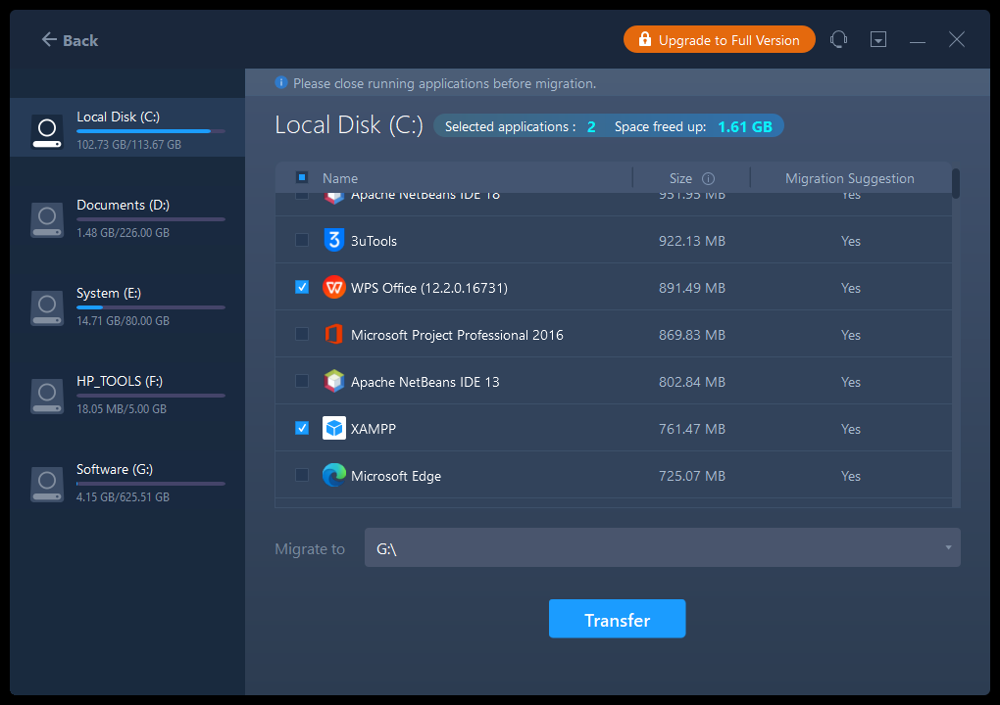 Back
Upgrade to Full Version
Local Disk (C:)
102.73 GB/113.67 GB
Documents (D:)
1.48 GB/226.00 GB
System (E:)
14.71 GB/80.00 GB
HP_TOOLS (F:)
18.05 MB/5.00 GB
Software (G:)
4.15 GB/625.51 GB
Please close running applications before migration.
Local Disk (C:) Selected applications : 2 Space freed up: 1.61 GB
Name Size Migration Suggestion
Apache NetBeans IDE 18 951.95 MB Yes
3uTools 922.13 MB Yes
WPS Office (12.2.0.16731) 891.49 MB Yes
Microsoft Project Professional 2016 869.83 MB Yes
Apache NetBeans IDE 13 802.84 MB Yes
XAMPP 761.47 MB Yes
Microsoft Edge 725.07 MB Yes
Migrate to G:\
Transfer